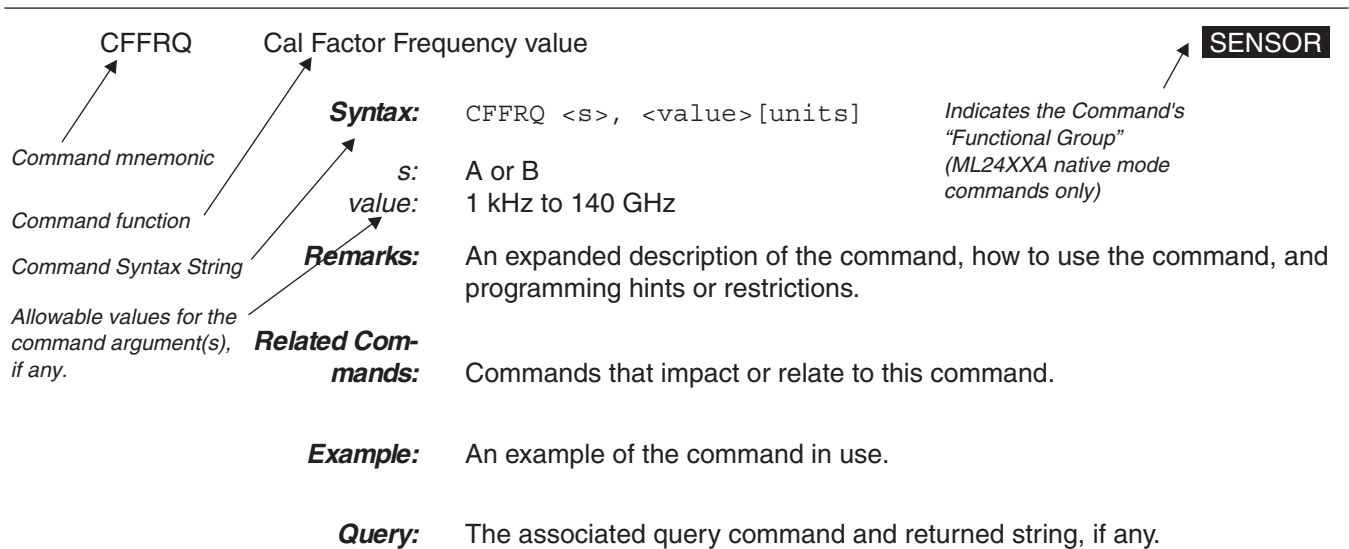 CFFRQ Cal Factor Frequency value SENSOR
Syntax: CFFRQ <s>, <value>[units]
Indicates the Command's
“Functional Group”
(ML24XXA native mode
commands only)
Command mnemonic
s: A or B
value: 1 kHz to 140 GHz
Command function
Command Syntax String
Remarks: An expanded description of the command, how to use the command, and
programming hints or restrictions.
Allowable values for the
command argument(s),
if any.
Related Com-
mands: Commands that impact or relate to this command.
Example: An example of the command in use.
Query: The associated query command and returned string, if any.